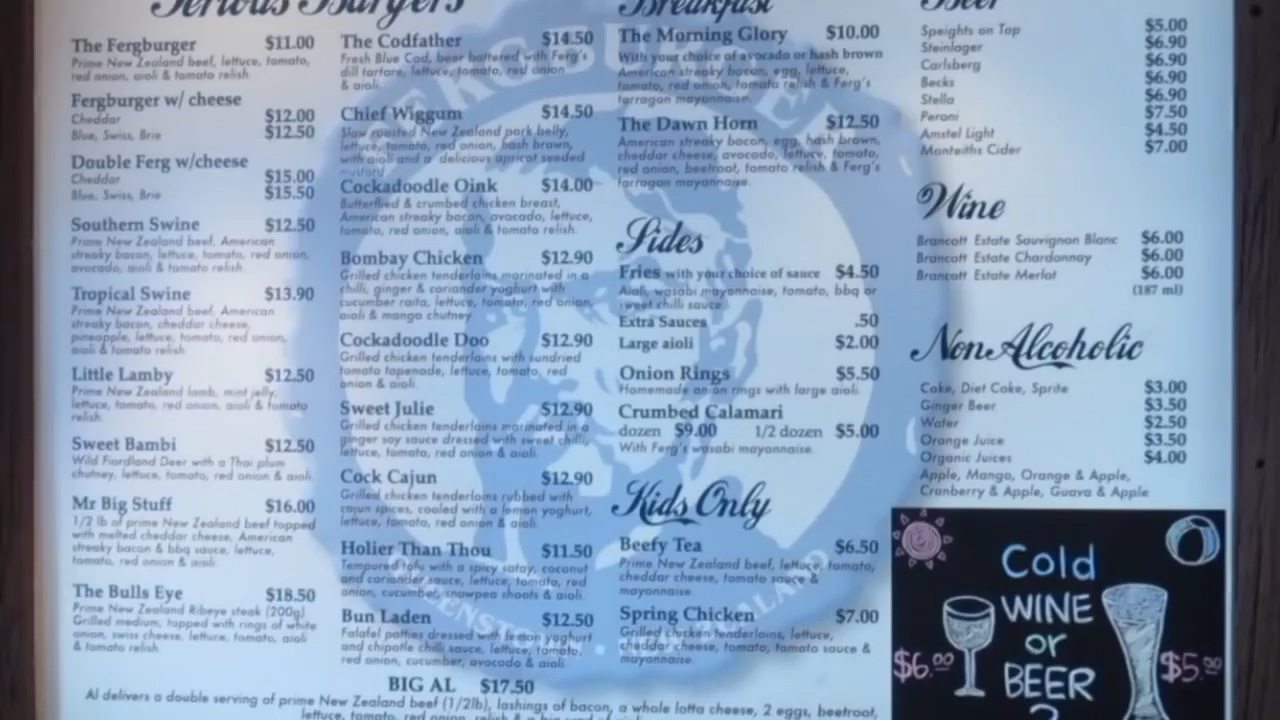 Serious Burgers
The Fergburger $11.00
Prime New Zealand beef, lettuce, tomato,
red onion, aioli & tomato relish
Fergburger w/ cheese
Cheddar $12.00
Blue, Swiss, Brie $12.50
Double Ferg w/cheese
Cheddar $15.00
Blue, Swiss, Brie $15.50
Southern Swine $12.50
Prime New Zealand beef, American
streaky bacon, lettuce, tomato, red onion,
avocado, aioli & tomato relish
Tropical Swine $13.90
Prime New Zealand beef, American
streaky bacon, cheddar cheese,
pineapple, lettuce, tomato, red onion,
aioli & tomato relish
Little Lamby $12.50
Prime New Zealand lamb, mint jelly,
lettuce, tomato, red onion, aioli & tomato
relish.
Sweet Bambi $12.50
Wild Fiordland Deer with a Thai plum
chutney, lettuce, tomato, red onion & aioli
Mr Big Stuff $16.00
1/2 lb of prime New Zealand beef topped
with melted cheddar cheese, American
streaky bacon & bbq sauce, lettuce,
tomato, red onion & aioli
The Bulls Eye $18.50
Prime New Zealand Ribeye steak (200g)
Grilled medium, topped with rings of white
onion, swiss cheese, lettuce, tomato, aioli
& tomato relish.
The Codfather $14.50
Fresh Blue Cod, beer battered with Ferg's
dill tartare, lettuce, tomato, red onion
& aioli
Chief Wiggum $14.50
Slow roasted New Zealand pork belly,
lettuce, tomato, red onion, hash brown,
with aioli and a delicious apricot seeded
mustard
Cockadoodle Oink $14.00
Butterflied & crumbed chicken breast,
American streaky bacon, avocado, lettuce,
tomato, red onion, aioli & tomato relish.
Bombay Chicken $12.90
Grilled chicken tenderloins marinated in a
chilli, ginger & coriander yoghurt with
cucumber raita, lettuce, tomato, red onion,
aioli & mango chutney
Cockadoodle Doo $12.90
Grilled chicken tenderloins with sundried
tomato tapenade, lettuce, tomato, red
onion & aioli.
Sweet Julie $12.90
Grilled chicken tenderloins marinated in a
ginger soy sauce dressed with sweet chilli,
lettuce, tomato, red onion & aioli.
Cock Cajun $12.90
Grilled chicken tenderloins rubbed with
cajun spices, cooled with a lemon yoghurt,
lettuce, tomato, red onion & aioli.
Holier Than Thou $11.50
Tempured tofu with a spicy satay, coconut
and coriander sauce, lettuce, tomato, red
onion, cucumber, snowpea shoots & aioli
Bun Laden $12.50
Falafel patties dressed with lemon yoghurt
and chipotle chilli sauce, lettuce, tomato,
red onion, cucumber, avocado & aioli
BIG AL $17.50
Al delivers a double serving of prime New Zealand beef (1/2lb), lashings of bacon, a whole lotta cheese, 2 eggs, beetroot,
lettuce, tomato, red onion, relish &
Breakfast
The Morning Glory $10.00
With your choice of avocado or hash brown
American streaky bacon, egg, lettuce,
tomato, red onion, tomato relish & Ferg's
tarragon mayonnaise.
The Dawn Horn $12.50
American streaky bacon, egg, hash brown,
cheddar cheese, avocado, lettuce, tomato,
red onion, beetroot, tomato relish & Ferg's
tarragon mayonnaise.
Sides
Fries with your choice of sauce $4.50
Aioli, wasabi mayonnaise, tomato, bbq or
sweet chilli sauce
Extra Sauces .50
Large aioli $2.00
Onion Rings $5.50
Homemade onion rings with large aioli
Crumbed Calamari
dozen $9.00 1/2 dozen $5.00
With Ferg's wasabi mayonnaise.
Kids Only
Beefy Tea $6.50
Prime New Zealand beef, lettuce, tomato,
cheddar cheese, tomato sauce &
mayonnaise.
Spring Chicken $7.00
Grilled chicken tenderloins, lettuce,
cheddar cheese, tomato, tomato sauce &
mayonnaise.
Beer
Speights on Tap $5.00
Steinlager $6.90
Carlsberg $6.90
Becks $6.90
Stella $6.90
Peroni $7.50
Amstel Light $4.50
Monteiths Cider $7.00
Wine
Brancott Estate Sauvignon Blanc $6.00
Brancott Estate Chardonnay $6.00
Brancott Estate Merlot $6.00
(187 ml)
Non Alcoholic
Coke, Diet Coke, Sprite $3.00
Ginger Beer $3.50
Water $2.50
Orange Juice $3.50
Organic Juices $4.00
Apple, Mango, Orange & Apple,
Cranberry & Apple, Guava & Apple
Cold
WINE
or
BEER
?
$6.00
$5.00